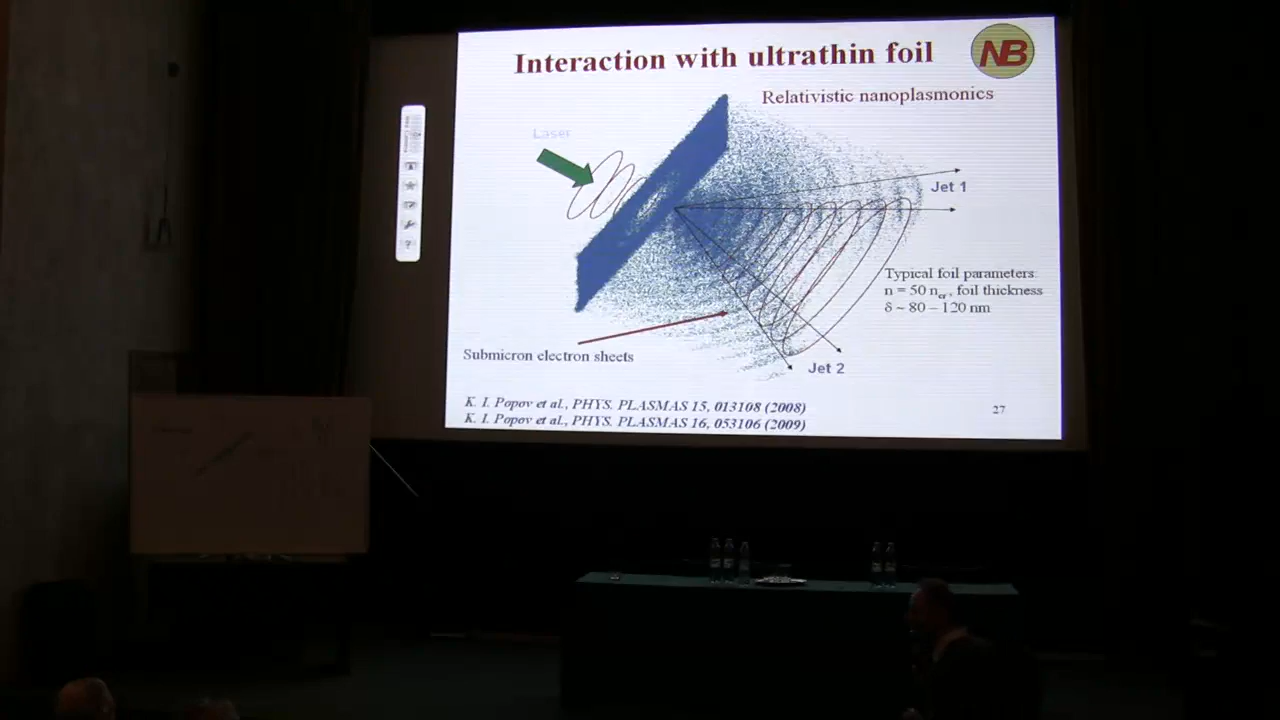 Interaction with ultrathin foil
NB
Relativistic nanoplasmonics
Laser
Jet 1
Typical foil parameters
n = 50 ncr, foil thickness
δ ~ 80 – 120 nm
Submicron electron sheets
Jet 2
K. I. Popov et al., PHYS. PLASMAS 15, 013108 (2008)
K. I. Popov et al., PHYS. PLASMAS 16, 053106 (2009)
27